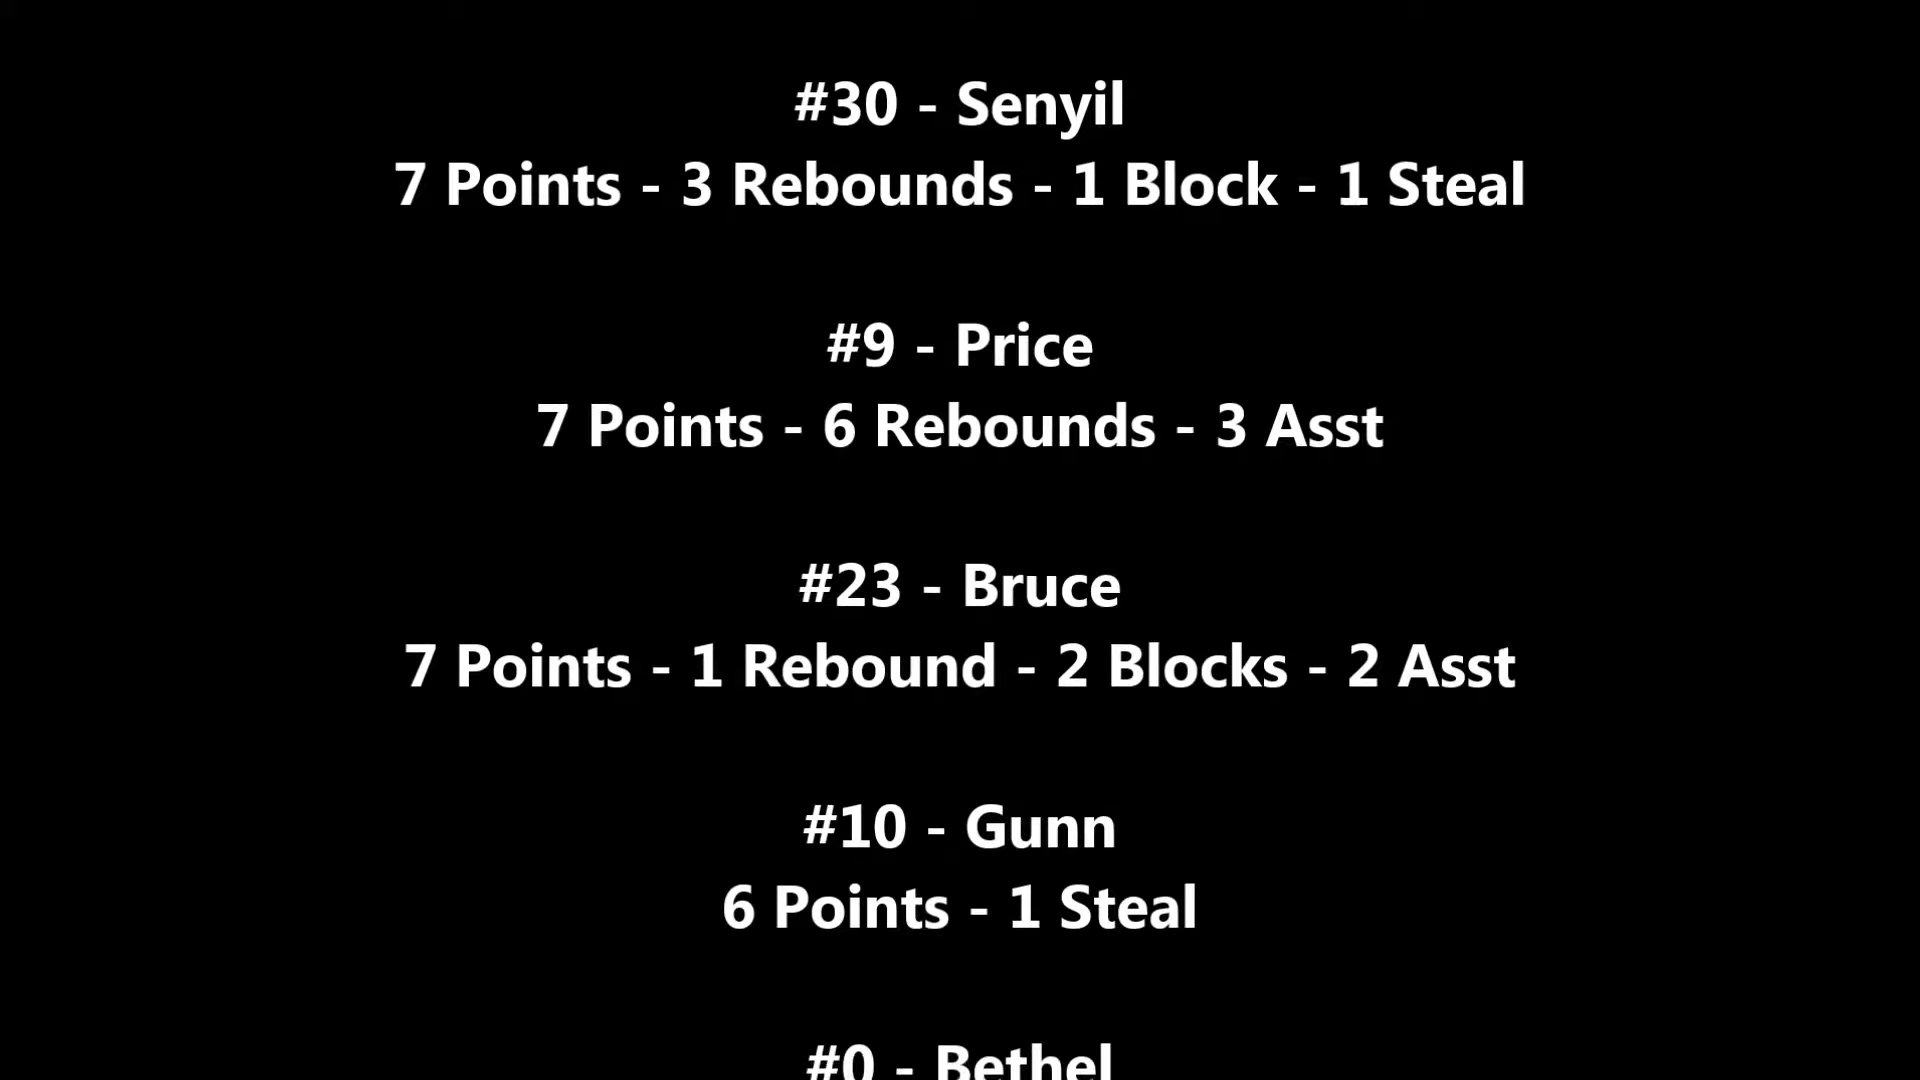 #30 - Senyil
7 Points - 3 Rebounds - 1 Block - 1 Steal
#9 - Price
7 Points - 6 Rebounds - 3 Asst
#23 - Bruce
7 Points - 1 Rebound - 2 Blocks - 2 Asst
#10 - Gunn
6 Points - 1 Steal
#0 - Bethel